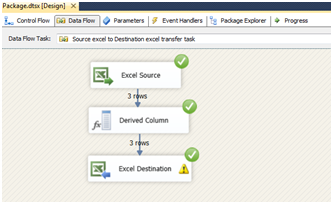 Package.dtsx [Design]
Control Flow Data Flow Parameters Event Handlers Package Explorer Progress
Data Flow Task: Source excel to Destination excel transfer task
Excel Source
3 rows
Derived Column
3 rows
Excel Destination